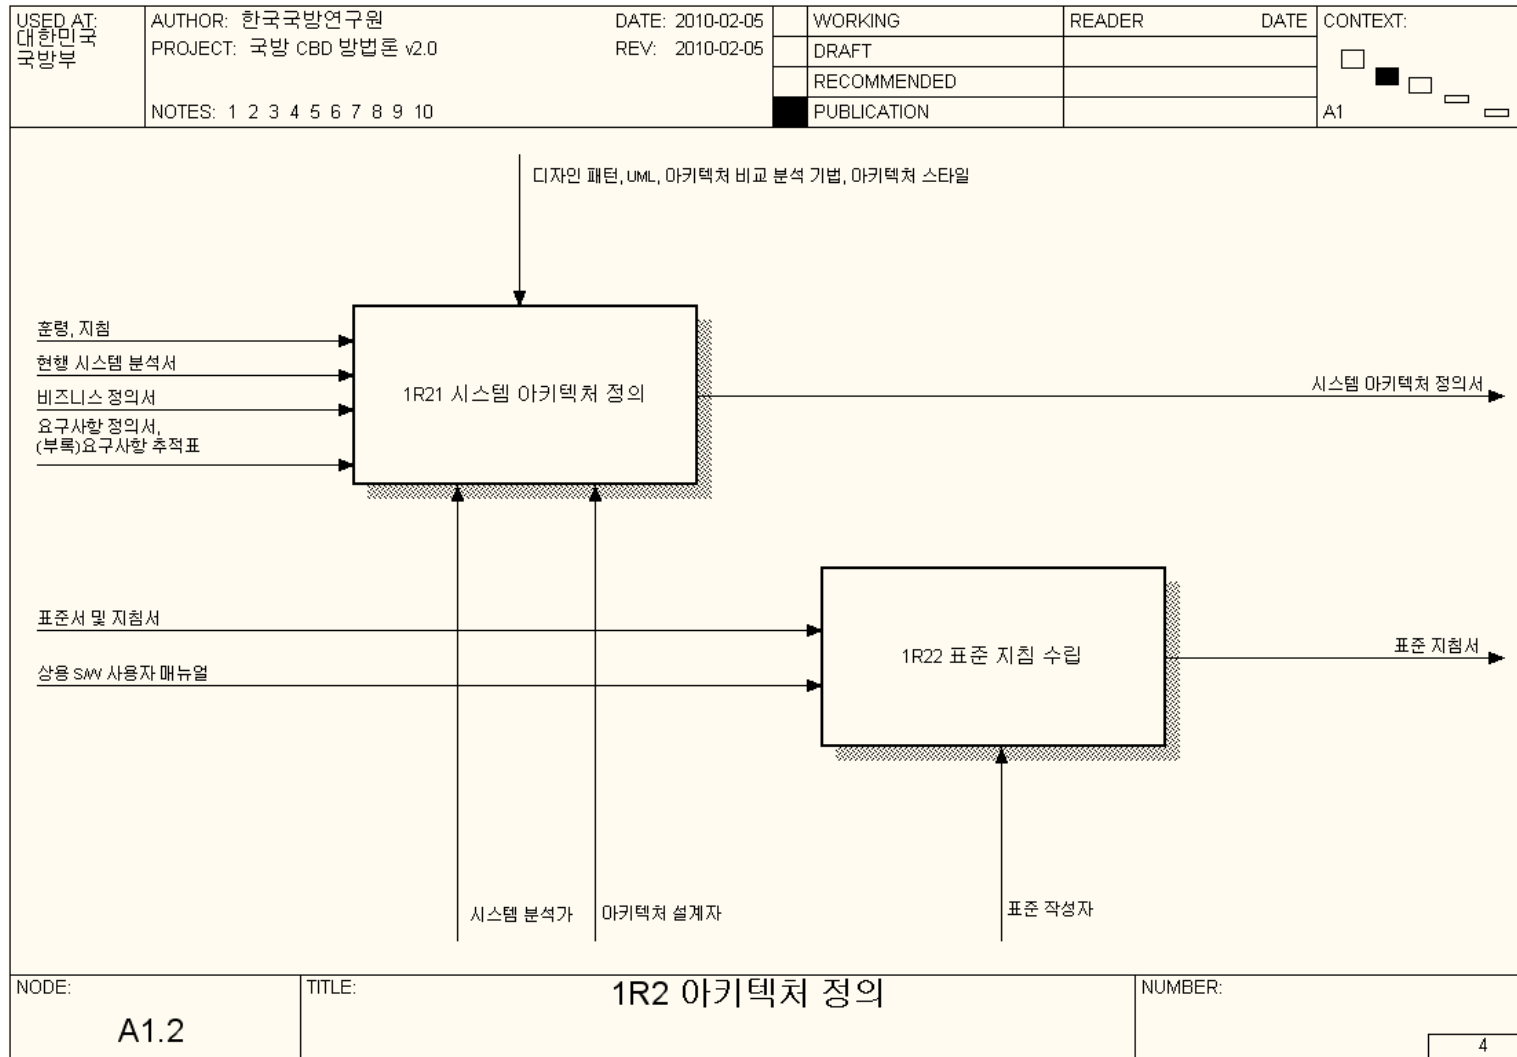 USED AT:
대한민국
국방부
AUTHOR: 한국국방연구원
DATE: 2010-02-05
PROJECT: 국방 CBD 방법론 v2.0
REV: 2010-02-05
NOTES: 1 2 3 4 5 6 7 8 9 10
WORKING
DRAFT
RECOMMENDED
PUBLICATION
READER DATE
CONTEXT:
A1
디자인 패턴, UML, 아키텍처 비교 분석 기법, 아키텍처 스타일
훈령, 지침
현행 시스템 분석서
비즈니스 정의서
요구사항 정의서,
(부록)요구사항 추적표
1R21 시스템 아키텍처 정의
시스템 아키텍처 정의서
표준서 및 지침서
상용 S/W 사용자 매뉴얼
1R22 표준 지침 수립
표준 지침서
시스템 분석가
아키텍처 설계자
표준 작성자
NODE:
A1.2
TITLE:
1R2 아키텍처 정의
NUMBER:
4